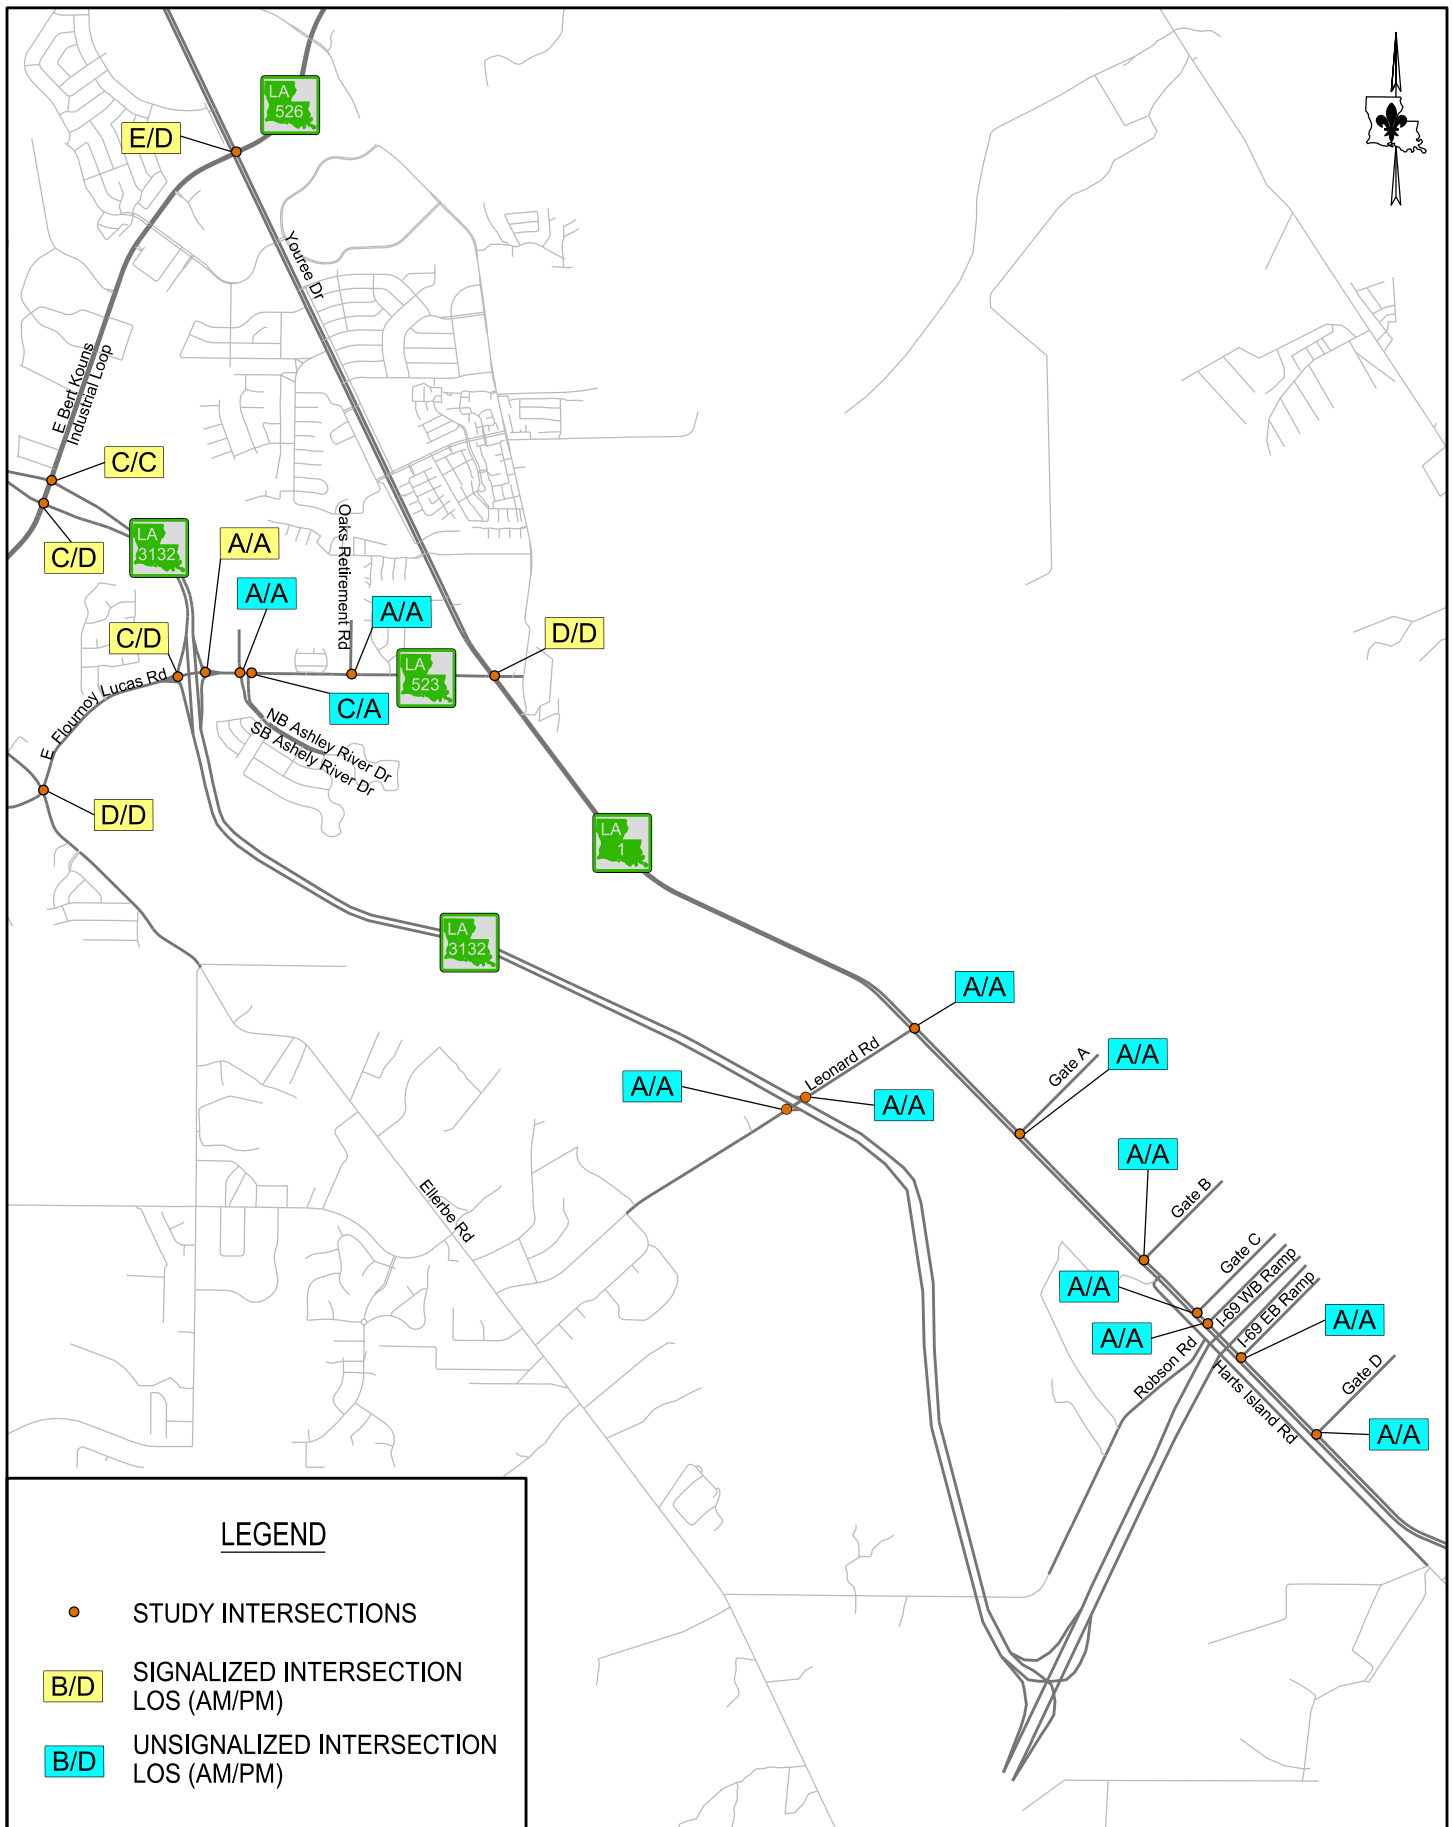 LA
526
E/D
Youree Dr
E Bert Kouns
Industrial Loop
C/C
C/D
LA
3132
A/A
A/A
Oaks Retirement Rd
A/A
C/D
D/D
LA
523
C/A
E. Flournoy Lucas Rd
NB Ashley River Dr
SB Ashely River Dr
D/D
LA
1
LA
3132
A/A
Leonard Rd
Gate A
A/A
A/A
A/A
A/A
Gate B
Ellerbe Rd
Gate C
I-69 WB Ramp
I-69 EB Ramp
A/A
A/A
A/A
Robson Rd
Harts Island Rd
Gate D
A/A
LEGEND
STUDY INTERSECTIONS
B/D
SIGNALIZED INTERSECTION
LOS (AM/PM)
B/D
UNSIGNALIZED INTERSECTION
LOS (AM/PM)